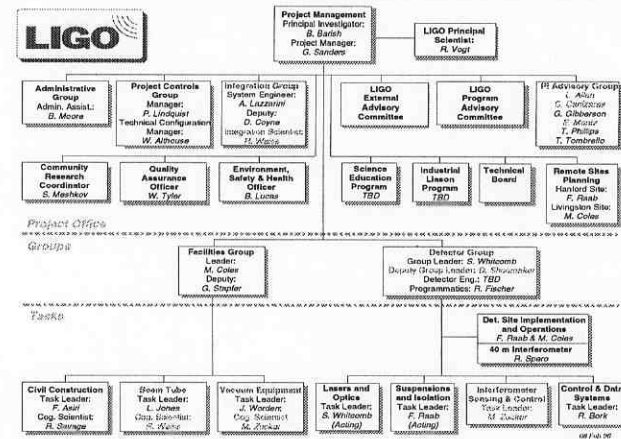 LIGO
Project Management
Principal Investigator:
B. Barish
Project Manager:
G. Sanders
LIGO Principal
Scientist:
R. Vogt
Administrative
Group
Admin. Assist.:
B. Moore
Project Controls
Group
Manager:
P. Lindquist
Technical Configuration
Manager:
W. Althouse
Integration Group
System Engineer:
A. Lazzarini
Deputy:
D. Coyne
Integration Scientist:
R. Weiss
LIGO
External
Advisory
Committee
LIGO
Program
Advisory
Committee
PI Advisory Group
G. Gibberson
T. Phillips
T. Tombrello
Community
Research
Coordinator
S. Meshkov
Quality
Assurance
Officer
W. Tyler
Environment,
Safety & Health
Officer
B. Lucas
Science
Education
Program
TBD
Industrial
Liason
Program
TBD
Technical
Board
Remote Sites
Planning
Hanford Site:
F. Raab
Livingston Site:
M. Coles
Project Office
Groups
Facilities Group
Leader:
M. Coles
Deputy:
G. Stapfer
Detector Group
Group Leader: S. Whitcomb
Deputy Group Leader: D. Shoemaker
Detector Eng.: TBD
Programmatics: R. Fischer
Tasks
Det. Site Implementation
and Operations
F. Raab & M. Coles
40 m Interferometer
R. Spero
Civil Construction
Task Leader:
F. Asiri
Cog. Scientist:
R. Savage
Beam Tube
Task Leader:
L. Jones
Cog. Scientist:
R. Weiss
Vacuum Equipment
Task Leader:
J. Worden
Cog. Scientist
M. Zucker
Lasers and
Optics
Task Leader:
S. Whitcomb
(Acting)
Suspensions
and Isolation
Task Leader:
F. Raab
(Acting)
Interferometer
Sensing & Control
Task Leader:
M. Zucker
Control & Data
Systems
Task Leader:
R. Bork